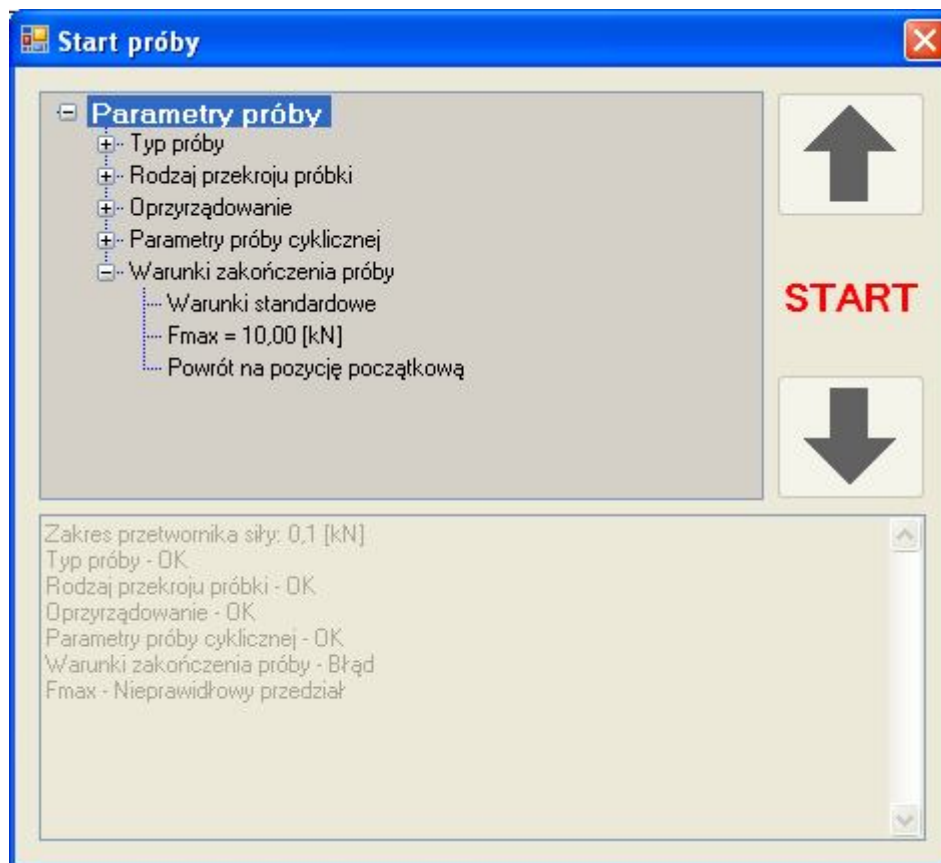 Start próby
Parametry próby
Typ próby
Rodzaj przekroju próbki
Oprzyrządowanie
Parametry próby cyklicznej
Warunki zakończenia próby
Warunki standardowe
Fmax = 10,00 [kN]
Powrót na pozycję początkową
START
Zakres przetwornika siły: 0,1 [kN]
Typ próby - OK
Rodzaj przekroju próbki - OK
Oprzyrządowanie - OK
Parametry próby cyklicznej - OK
Warunki zakończenia próby - Błąd
Fmax - Nieprawidłowy przedział